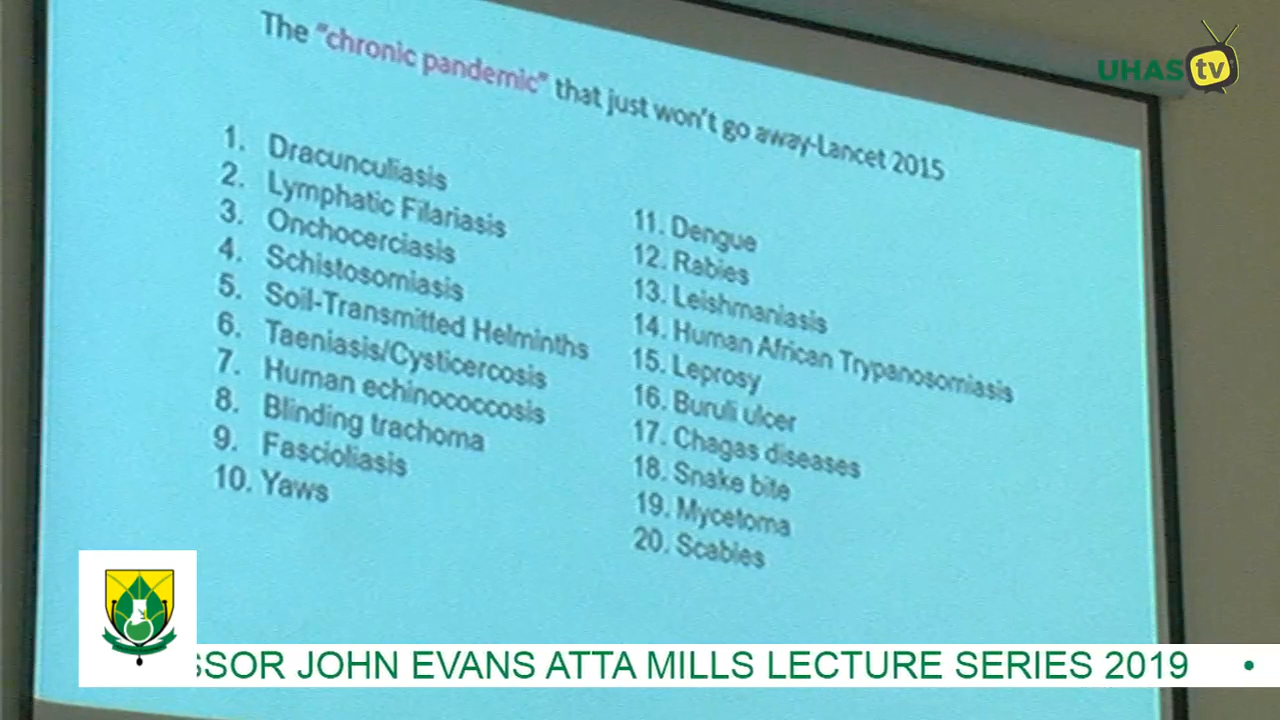 UHAS tv
The "chronic pandemic" that just won't go away-Lancet 2015
1. Dracunculiasis
2. Lymphatic Filariasis
3. Onchocerciasis
4. Schistosomiasis
5. Soil-Transmitted Helminths
6. Taeniasis/Cysticercosis
7. Human echinococcosis
8. Blinding trachoma
9. Fascioliasis
10. Yaws
11. Dengue
12. Rabies
13. Leishmaniasis
14. Human African Trypanosomiasis
15. Leprosy
16. Buruli ulcer
17. Chagas diseases
18. Snake bite
19. Mycetoma
20. Scabies
SSOR JOHN EVANS ATTA MILLS LECTURE SERIES 2019 •